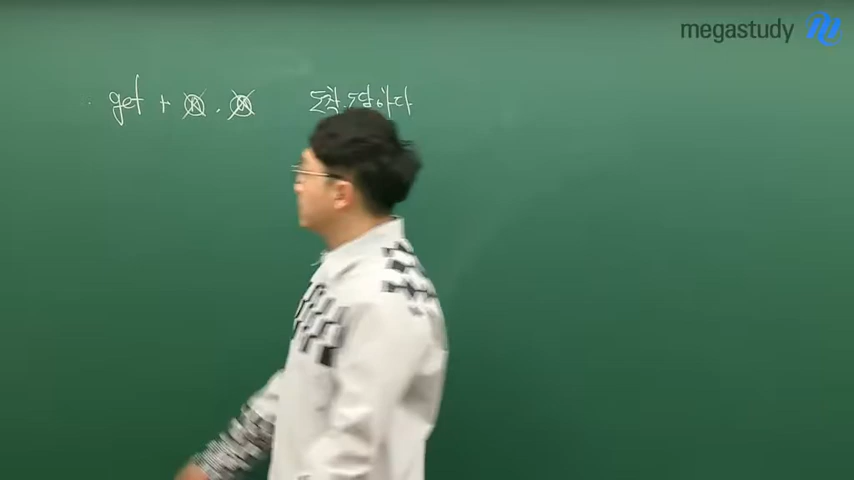 megastudy
· get + ⓝ . ⓐ 도착.도달하다